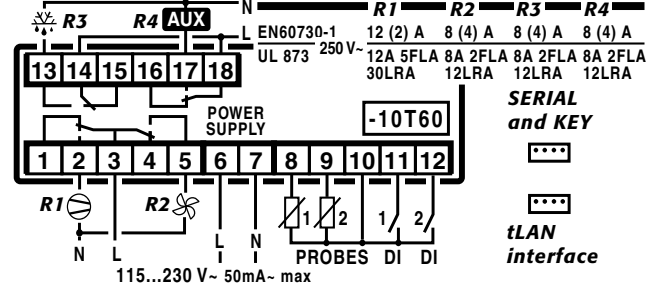 N R1 R2 R3 R4
R3 R4 AUX L EN60730-1 250 V~ 12 (2) A 8 (4) A 8 (4) A 8 (4) A
UL 873 12A 5FLA 8A 2FLA 8A 2FLA 8A 2FLA
30LRA 12LRA 12LRA 12LRA
13 14 15 16 17 18
SERIAL
and KEY
POWER
SUPPLY
-10T60
1 2 3 4 5 6 7 8 9 10 11 12
R1 R2 1 2 1 2
N L L N PROBES DI DI
tLAN
interface
115...230 V~ 50mA~ max